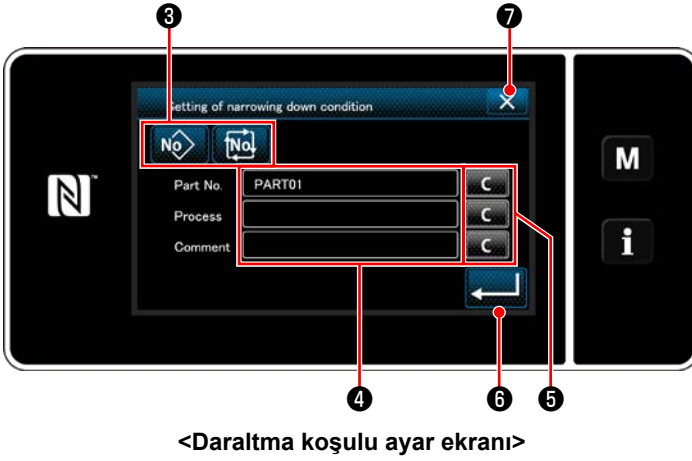 ❸ ❼
Setting of narrowing down condition X
No No.
M
Part No. PART01 C
Process C
Comment C
i
❹ ❻ ❺
<Daraltma koşulu ayar ekranı>